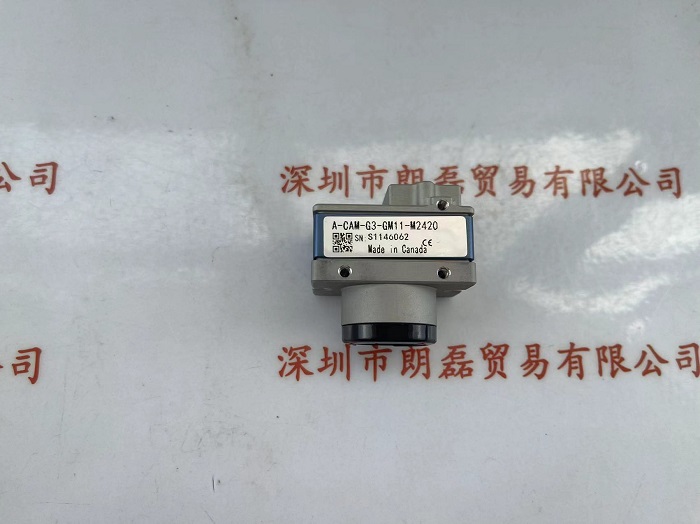 公司
深圳市朗磊贸易有限公司
A-CAM-G3-GM11-M2420
SN S1146062
CE
Made in Canada
公司
深圳市朗磊贸易有限公司